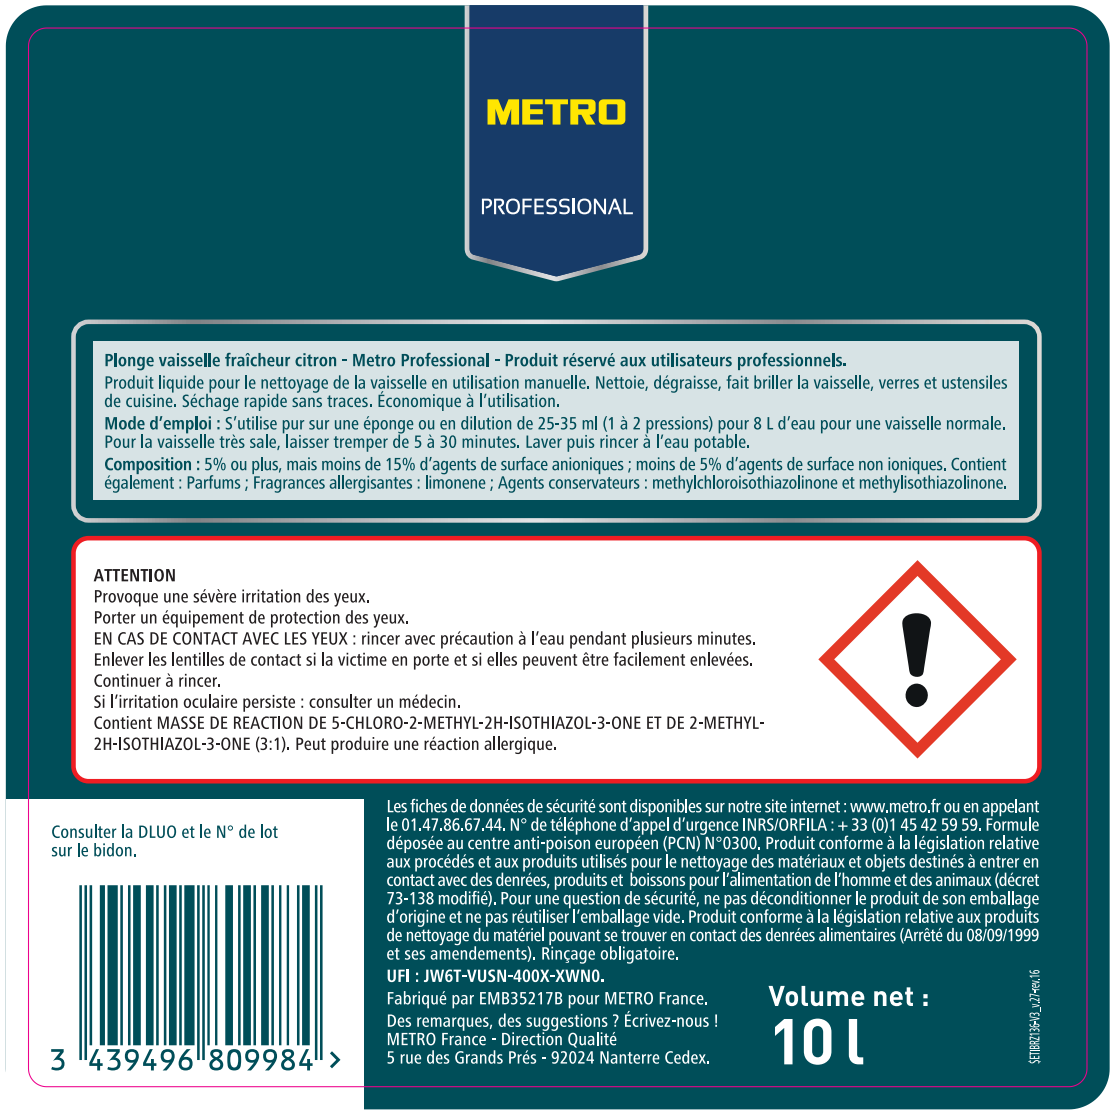 METRO
PROFESSIONAL
Plonge vaisselle fraîcheur citron - Metro Professional - Produit réservé aux utilisateurs professionnels.
Produit liquide pour le nettoyage de la vaisselle en utilisation manuelle. Nettoie, dégraisse, fait briller la vaisselle, verres et ustensiles
de cuisine. Séchage rapide sans traces. Économique à l'utilisation.
Mode d'emploi : S'utilise pur sur une éponge ou en dilution de 25-35 ml (1 à 2 pressions) pour 8 L d'eau pour une vaisselle normale.
Pour la vaisselle très sale, laisser tremper de 5 à 30 minutes. Laver puis rincer à l'eau potable.
Composition : 5% ou plus, mais moins de 15% d'agents de surface anioniques ; moins de 5% d'agents de surface non ioniques. Contient
également : Parfums ; Fragrances allergisantes : limonene ; Agents conservateurs : methylchloroisothiazolinone et methylisothiazolinone.
ATTENTION
Provoque une sévère irritation des yeux.
Porter un équipement de protection des yeux.
EN CAS DE CONTACT AVEC LES YEUX : rincer avec précaution à l'eau pendant plusieurs minutes.
Enlever les lentilles de contact si la victime en porte et si elles peuvent être facilement enlevées.
Continuer à rincer.
Si l'irritation oculaire persiste : consulter un médecin.
Contient MASSE DE REACTION DE 5-CHLORO-2-METHYL-2H-ISOTHIAZOL-3-ONE ET DE 2-METHYL-
2H-ISOTHIAZOL-3-ONE (3:1). Peut produire une réaction allergique.
Consulter la DLUO et le N° de lot
sur le bidon.
3 439496 809984 >
Les fiches de données de sécurité sont disponibles sur notre site internet : www.metro.fr ou en appelant
le 01.47.86.67.44. N° de téléphone d'appel d'urgence INRS/ORFILA : + 33 (0)1 45 42 59 59. Formule
déposée au centre anti-poison européen (PCN) N°0300. Produit conforme à la législation relative
aux procédés et aux produits utilisés pour le nettoyage des matériaux et objets destinés à entrer en
contact avec des denrées, produits et boissons pour l'alimentation de l'homme et des animaux (décret
73-138 modifié). Pour une question de sécurité, ne pas déconditionner le produit de son emballage
d'origine et ne pas réutiliser l'emballage vide. Produit conforme à la législation relative aux produits
de nettoyage du matériel pouvant se trouver en contact des denrées alimentaires (Arrêté du 08/09/1999
et ses amendements). Rinçage obligatoire.
UFI : JW6T-VUSN-400X-XWN0.
Fabriqué par EMB35217B pour METRO France.
Des remarques, des suggestions ? Écrivez-nous !
METRO France - Direction Qualité
5 rue des Grands Prés - 92024 Nanterre Cedex.
Volume net :
10 l
SETIBRZ136-V3_v.27-rev.16